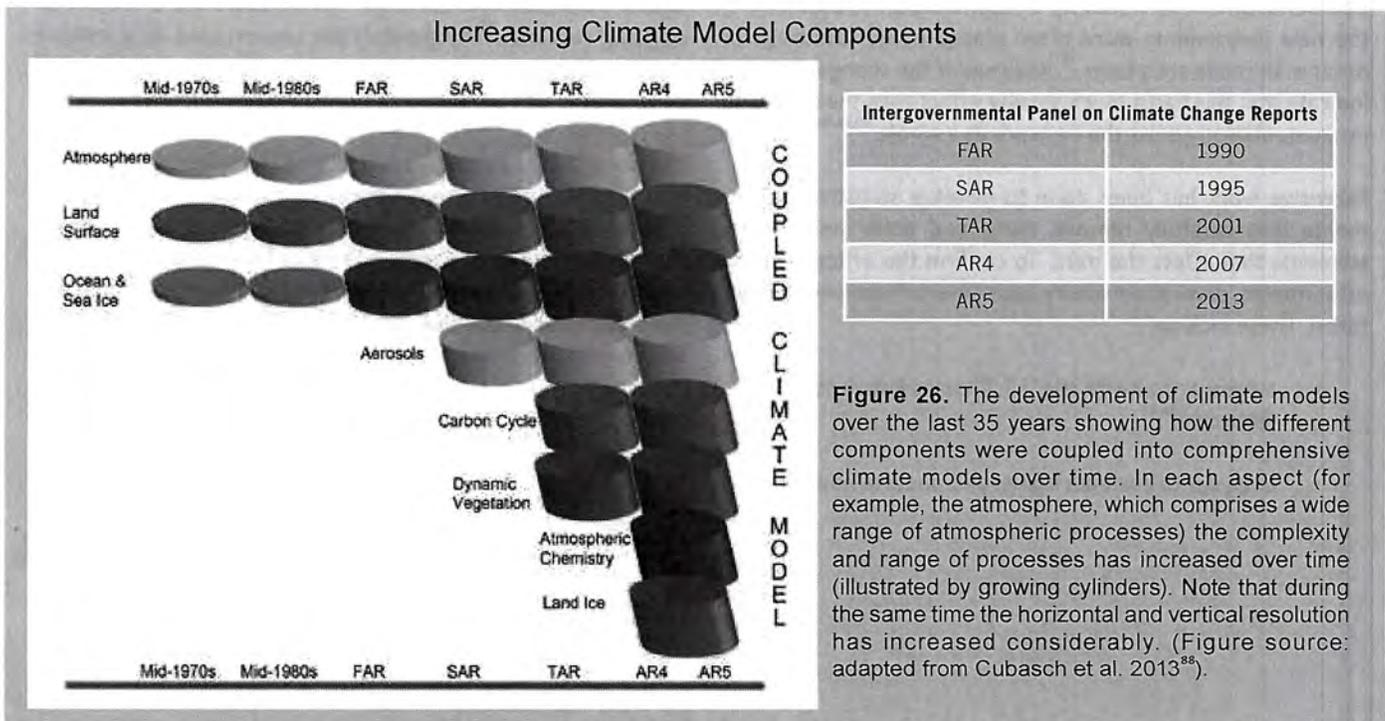 Increasing Climate Model Components
Mid-1970s Mid-1980s FAR SAR TAR AR4 AR5
Atmosphere
Land
Surface
Ocean &
Sea Ice
Aerosols
Carbon Cycle
Dynamic
Vegetation
Atmospheric
Chemistry
Land Ice
COUPLED CLIMATE MODEL
Mid-1970s Mid-1980s FAR SAR TAR AR4 AR5
Intergovernmental Panel on Climate Change Reports
FAR 1990
SAR 1995
TAR 2001
AR4 2007
AR5 2013
Figure 26. The development of climate models
over the last 35 years showing how the different
components were coupled into comprehensive
climate models over time. In each aspect (for
example, the atmosphere, which comprises a wide
range of atmospheric processes) the complexity
and range of processes has increased over time
(illustrated by growing cylinders). Note that during
the same time the horizontal and vertical resolution
has increased considerably. (Figure source:
adapted from Cubasch et al. 2013⁸⁸).